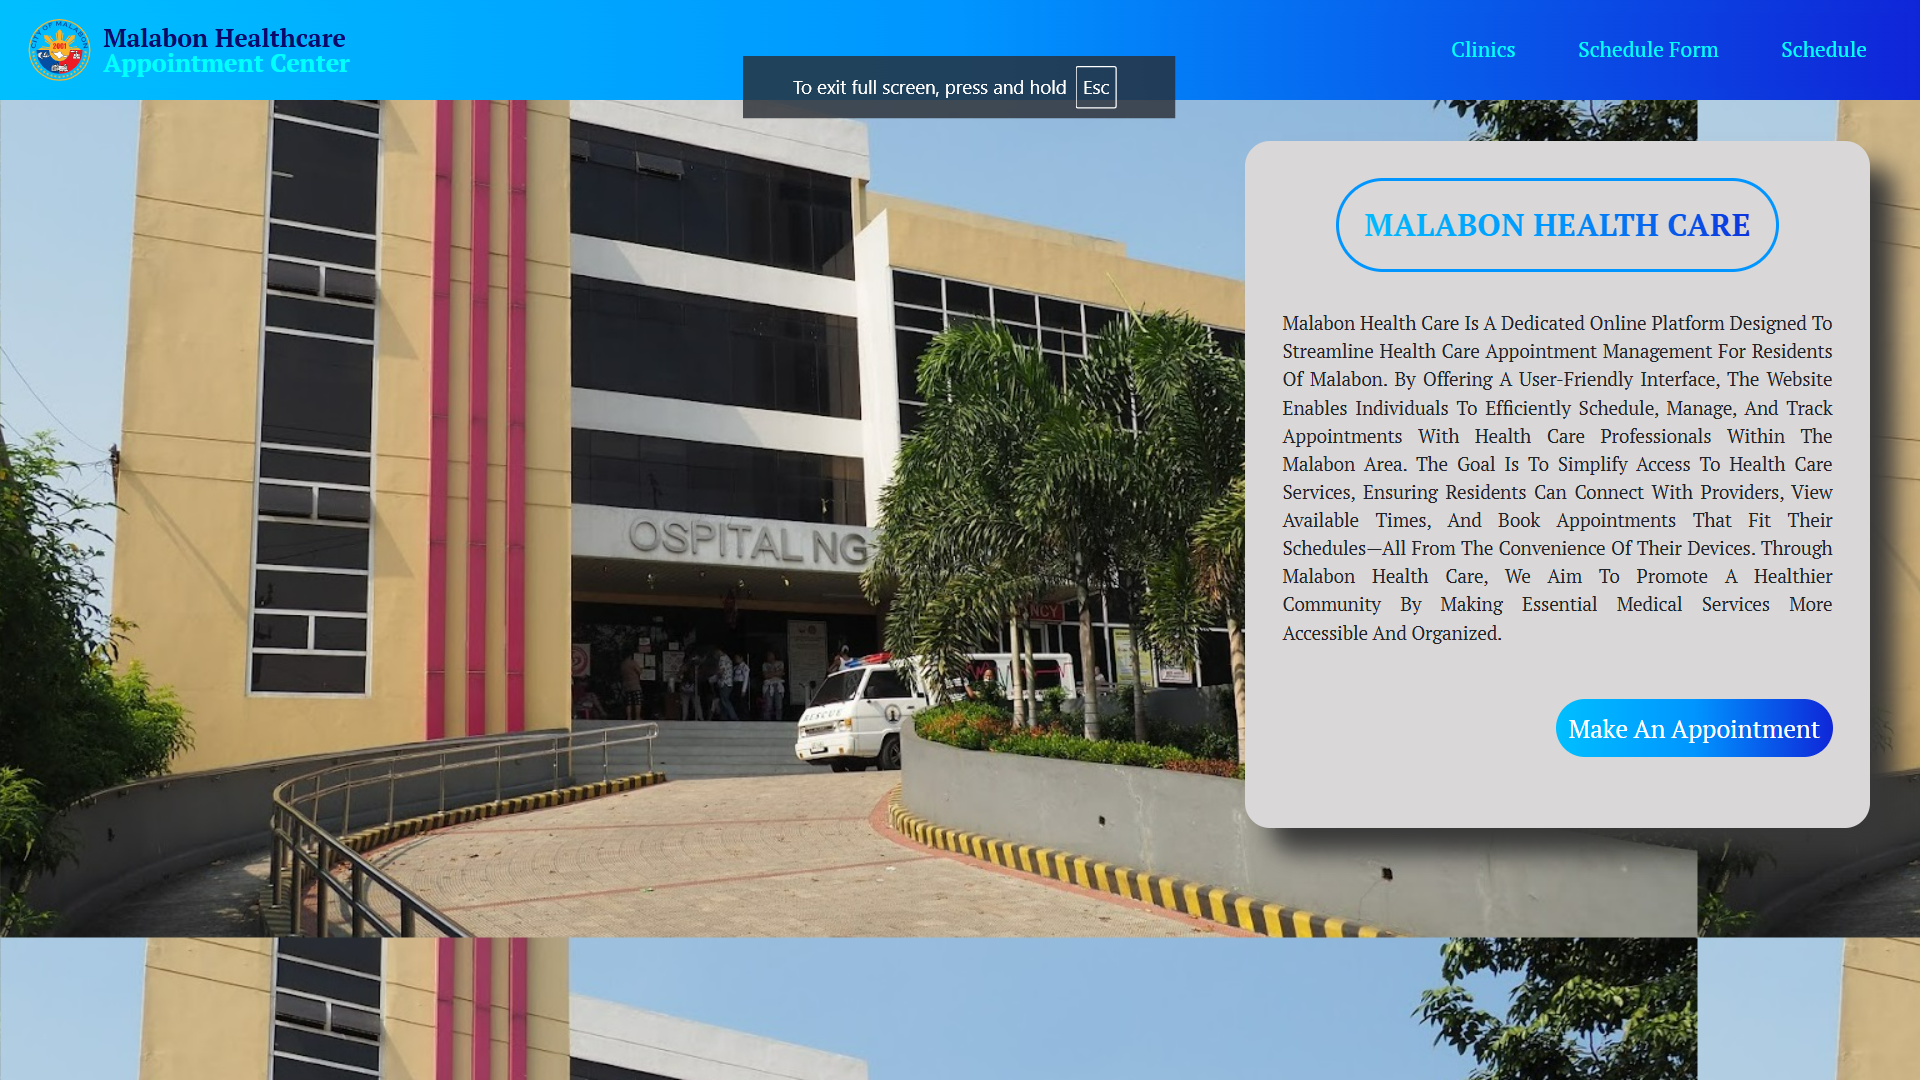 Malabon Healthcare
Appointment Center
Clinics
Schedule Form
Schedule
To exit full screen, press and hold Esc
MALABON HEALTH CARE
Malabon Health Care Is A Dedicated Online Platform Designed To
Streamline Health Care Appointment Management For Residents
Of Malabon. By Offering A User-Friendly Interface, The Website
Enables Individuals To Efficiently Schedule, Manage, And Track
Appointments With Health Care Professionals Within The
Malabon Area. The Goal Is To Simplify Access To Health Care
Services, Ensuring Residents Can Connect With Providers, View
Available Times, And Book Appointments That Fit Their
Schedules—All From The Convenience Of Their Devices. Through
Malabon Health Care, We Aim To Promote A Healthier
Community By Making Essential Medical Services More
Accessible And Organized.
Make An Appointment
OSPITAL NG
NCY
RESCUE
CITY OF MALABON
2001